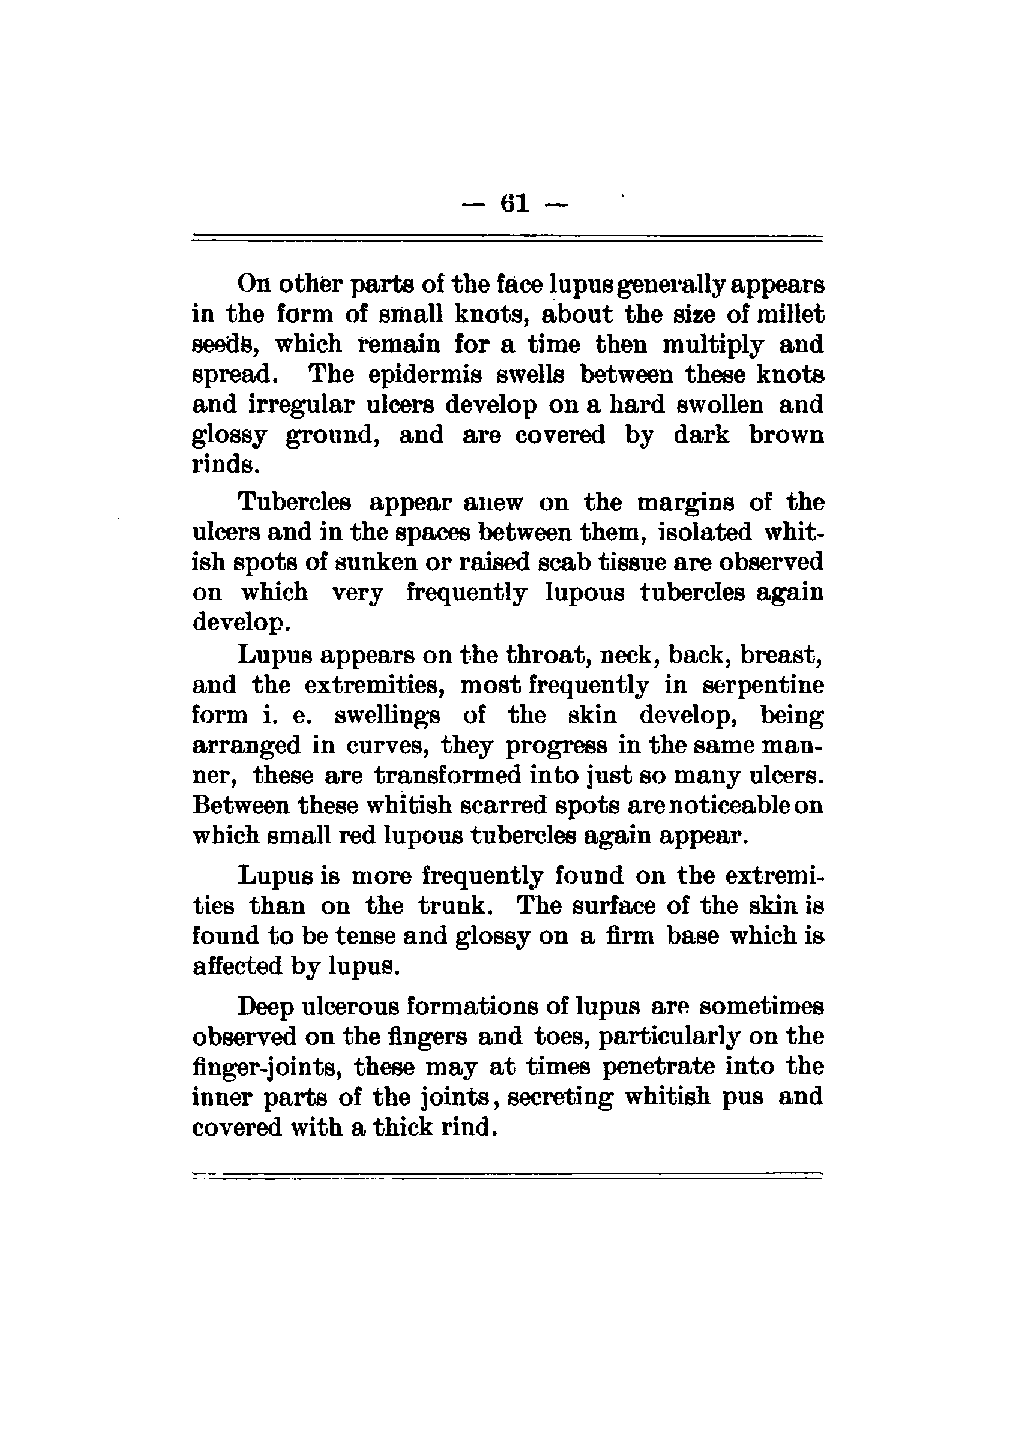 — 61 —
On other parts of the face lupus generally appears
in the form of small knots, about the size of millet
seeds, which remain for a time then multiply and
spread. The epidermis swells between these knots
and irregular ulcers develop on a hard swollen and
glossy ground, and are covered by dark brown
rinds.
Tubercles appear anew on the margins of the
ulcers and in the spaces between them, isolated whit-
ish spots of sunken or raised scab tissue are observed
on which very frequently lupous tubercles again
develop.
Lupus appears on the throat, neck, back, breast,
and the extremities, most frequently in serpentine
form i. e. swellings of the skin develop, being
arranged in curves, they progress in the same man-
ner, these are transformed into just so many ulcers.
Between these whitish scarred spots are noticeable on
which small red lupous tubercles again appear.
Lupus is more frequently found on the extremi-
ties than on the trunk. The surface of the skin is
found to be tense and glossy on a firm base which is
affected by lupus.
Deep ulcerous formations of lupus are sometimes
observed on the fingers and toes, particularly on the
finger-joints, these may at times penetrate into the
inner parts of the joints, secreting whitish pus and
covered with a thick rind.